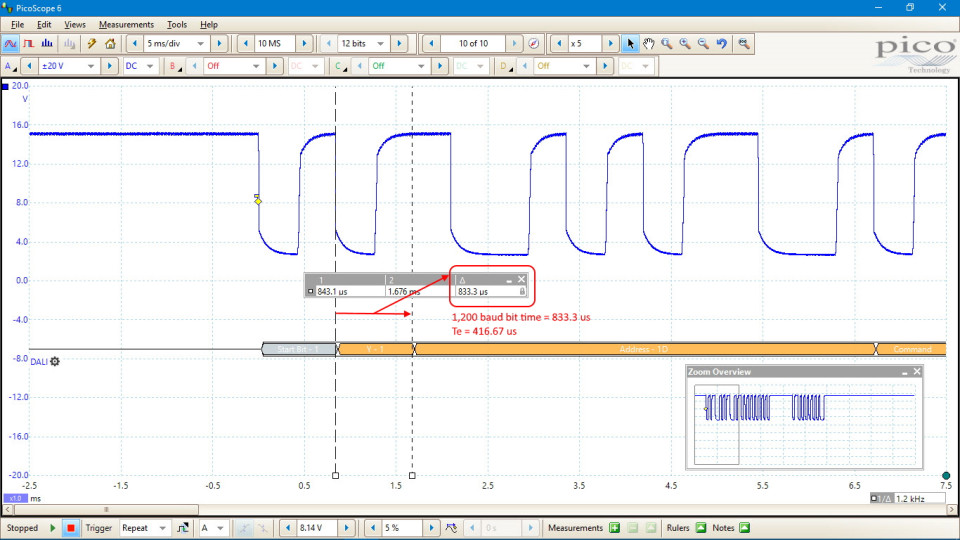 PicoScope 6
File Edit Views Measurements Tools Help
5 ms/div 10 MS 12 bits 10 of 10 x 5
pico
Technology
A ±20 V DC B Off DC C Off DC D Off DC
20.0
V
16.0
12.0
8.0
4.0
0.0
1 2 Δ
843.1 µs 1.676 ms 833.3 µs
1,200 baud bit time = 833.3 us
Te = 416.67 us
-4.0
Start Bit - 1 Y - 1 Address - 1D Command
-8.0
DALI
Zoom Overview
-12.0
-16.0
-20.0
-2.5 -1.5 -0.5 0.5 1.5 2.5 3.5 4.5 5.5 6.5 7.5
x1.0 ms
1/Δ 1.2 kHz
Stopped Trigger Repeat A 8.14 V 5 % 0 s Measurements Rulers Notes